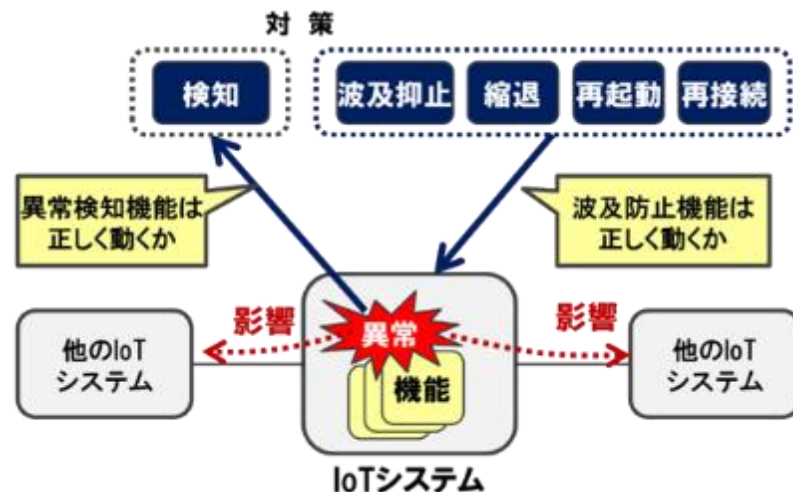 対 策
検知
波及抑止
縮退
再起動
再接続
異常検知機能は
正しく動くか
波及防止機能は
正しく動くか
影響
異常
影響
他のIoT
システム
機能
他のIoT
システム
IoTシステム